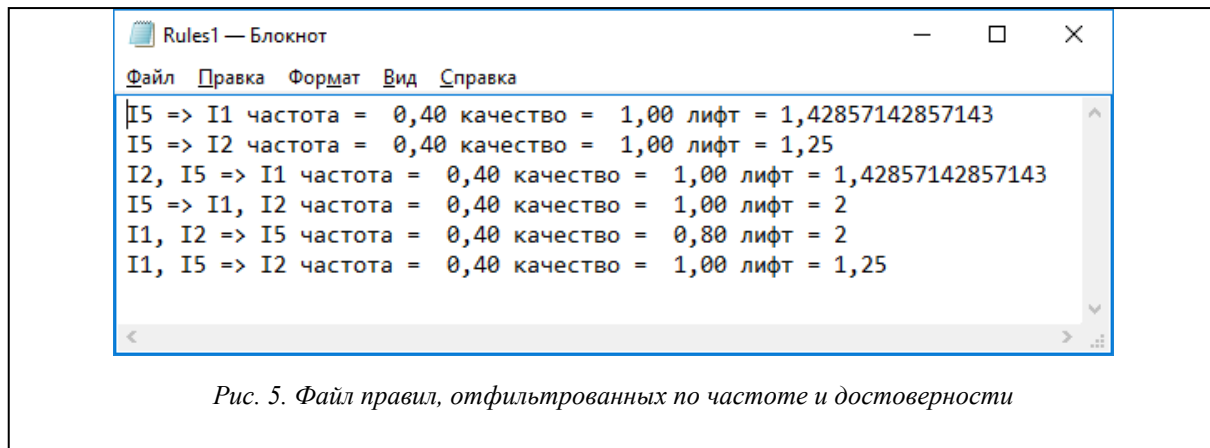 Rules1 — Блокнот
Файл Правка Формат Вид Справка
I5 => I1 частота =  0,40 качество =  1,00 лифт = 1,42857142857143
I5 => I2 частота =  0,40 качество =  1,00 лифт = 1,25
I2, I5 => I1 частота =  0,40 качество =  1,00 лифт = 1,42857142857143
I5 => I1, I2 частота =  0,40 качество =  1,00 лифт = 2
I1, I2 => I5 частота =  0,40 качество =  0,80 лифт = 2
I1, I5 => I2 частота =  0,40 качество =  1,00 лифт = 1,25
Рис. 5. Файл правил, отфильтрованных по частоте и достоверности